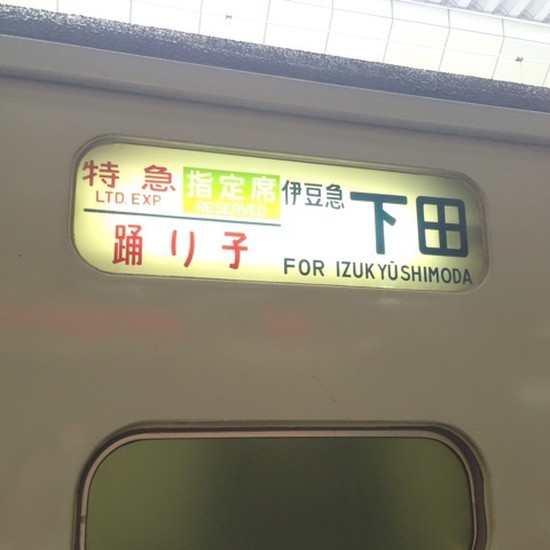 特急 指定席 伊豆急下田
LTD. EXP RESERVED
踊り子
FOR IZUKYŪSHIMODA